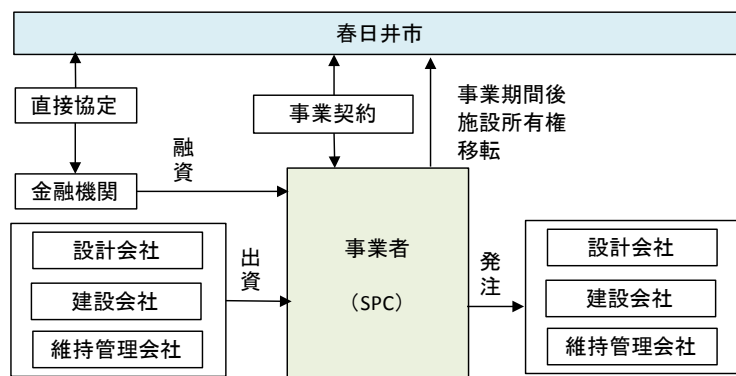 春日井市
直接協定
事業契約
事業期間後
施設所有権
移転
融資
金融機関
設計会社
建設会社
維持管理会社
出資
事業者
（SPC）
発注
設計会社
建設会社
維持管理会社